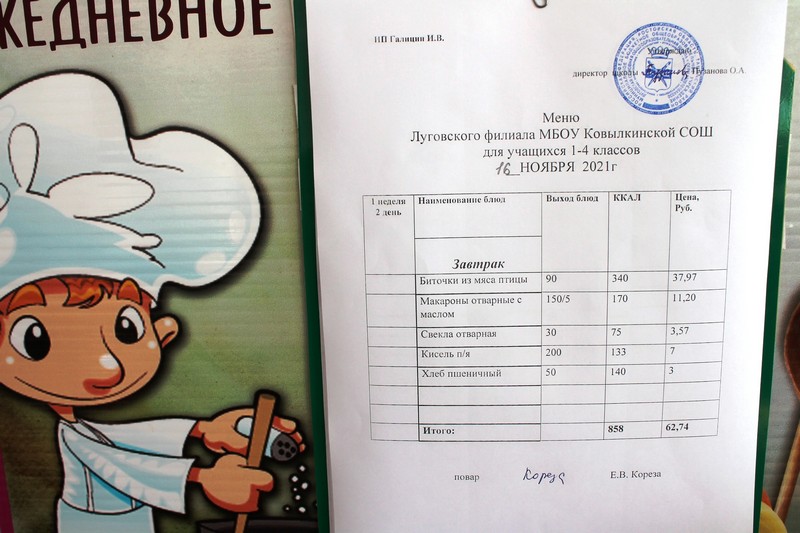 ЖЕДНЕВНОЕ
ИП Галицин И.В.
Утверждаю
директор школы Пузанова О.А.
Меню
Луговского филиала МБОУ Ковылкинской СОШ
для учащихся 1-4 классов
16 НОЯБРЯ 2021г
1 неделя 2 день Наименование блюд Выход блюд ККАЛ Цена, Руб.
Завтрак
Биточки из мяса птицы 90 340 37,97
Макароны отварные с маслом 150/5 170 11,20
Свекла отварная 30 75 3,57
Кисель п/я 200 133 7
Хлеб пшеничный 50 140 3
Итого: 858 62,74
повар Кореза Е.В. Кореза